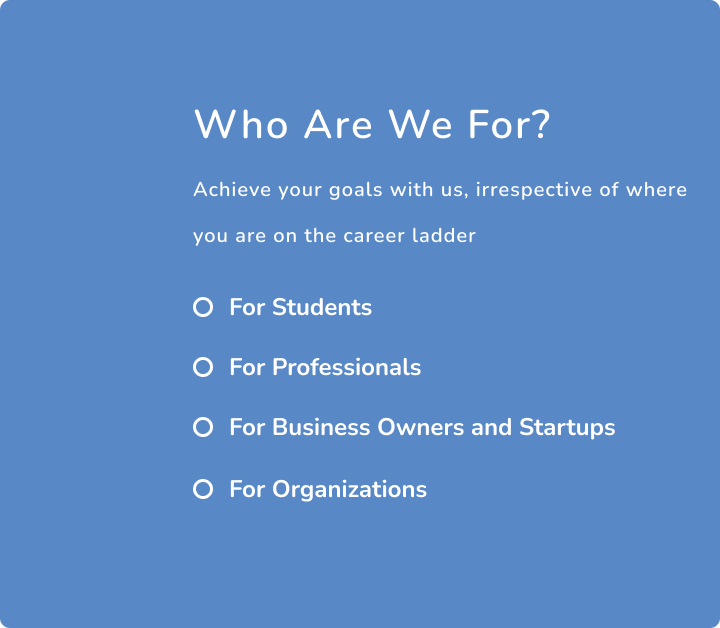 Who Are We For?
Achieve your goals with us, irrespective of where
you are on the career ladder
For Students
For Professionals
For Business Owners and Startups
For Organizations